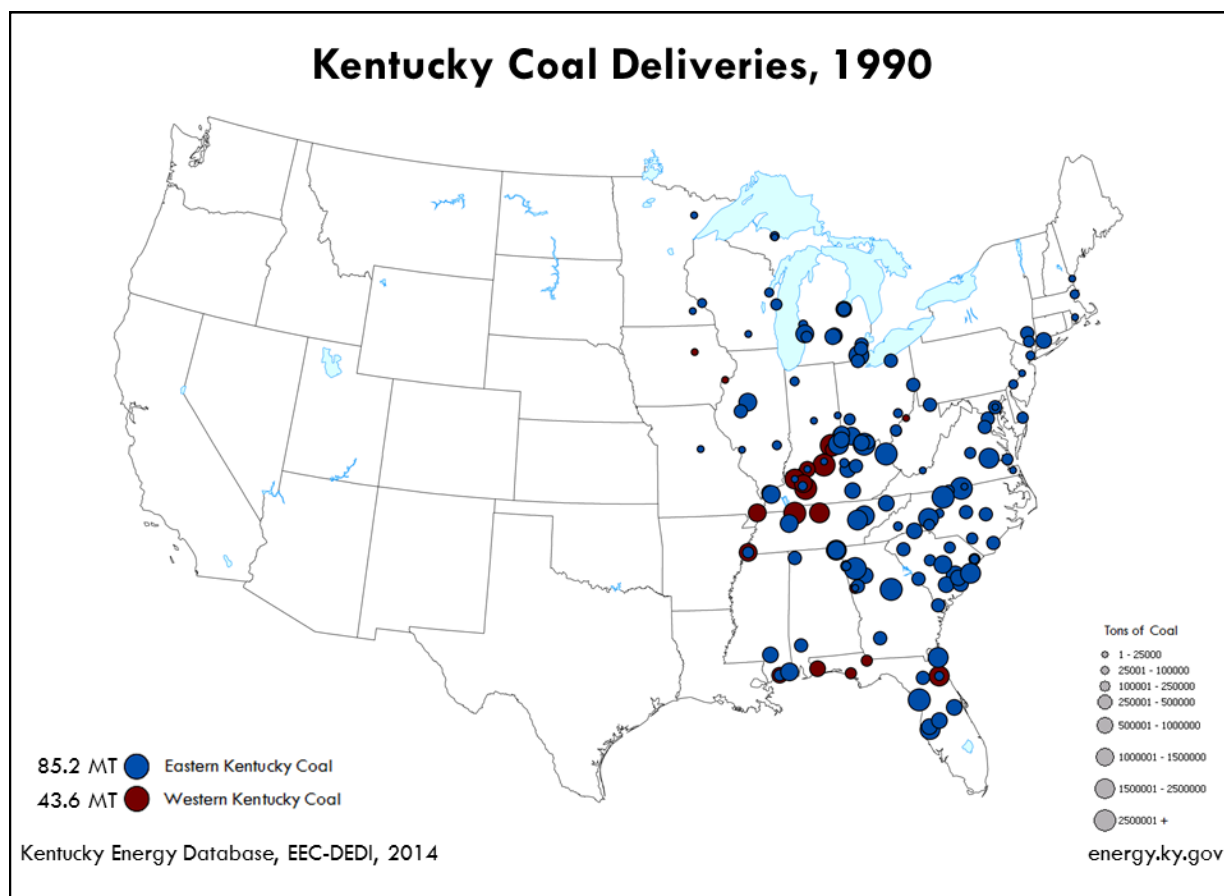 Kentucky Coal Deliveries, 1990
Tons of Coal
1 - 25000
25001 - 100000
100001 - 250000
250001 - 500000
500001 - 1000000
1000001 - 1500000
1500001 - 2500000
2500001 +
85.2 MT Eastern Kentucky Coal
43.6 MT Western Kentucky Coal
Kentucky Energy Database, EEC-DEDI, 2014
energy.ky.gov